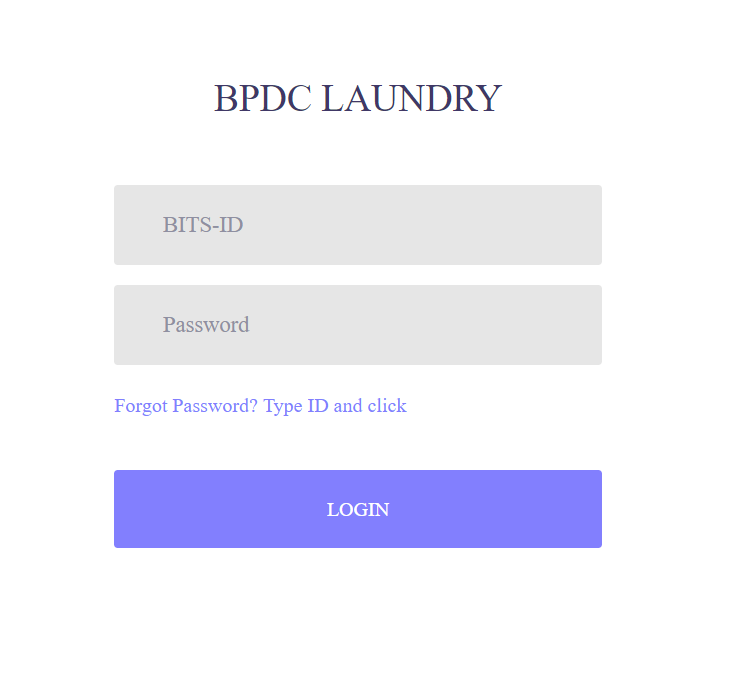 BPDC LAUNDRY
BITS-ID
Password
Forgot Password? Type ID and click
LOGIN